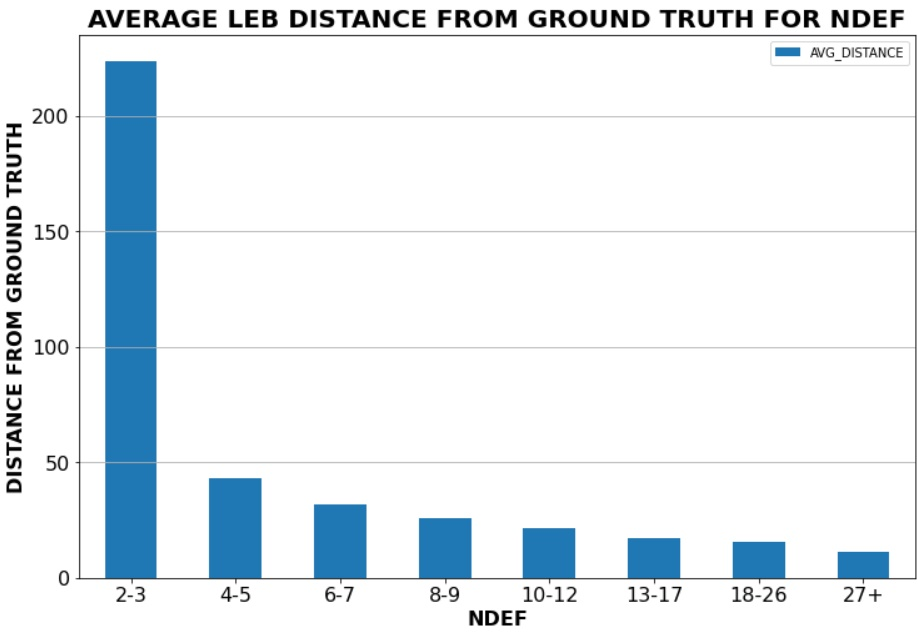 AVERAGE LEB DISTANCE FROM GROUND TRUTH FOR NDEF
AVG_DISTANCE
DISTANCE FROM GROUND TRUTH
200
150
100
50
0
2-3 4-5 6-7 8-9 10-12 13-17 18-26 27+
NDEF